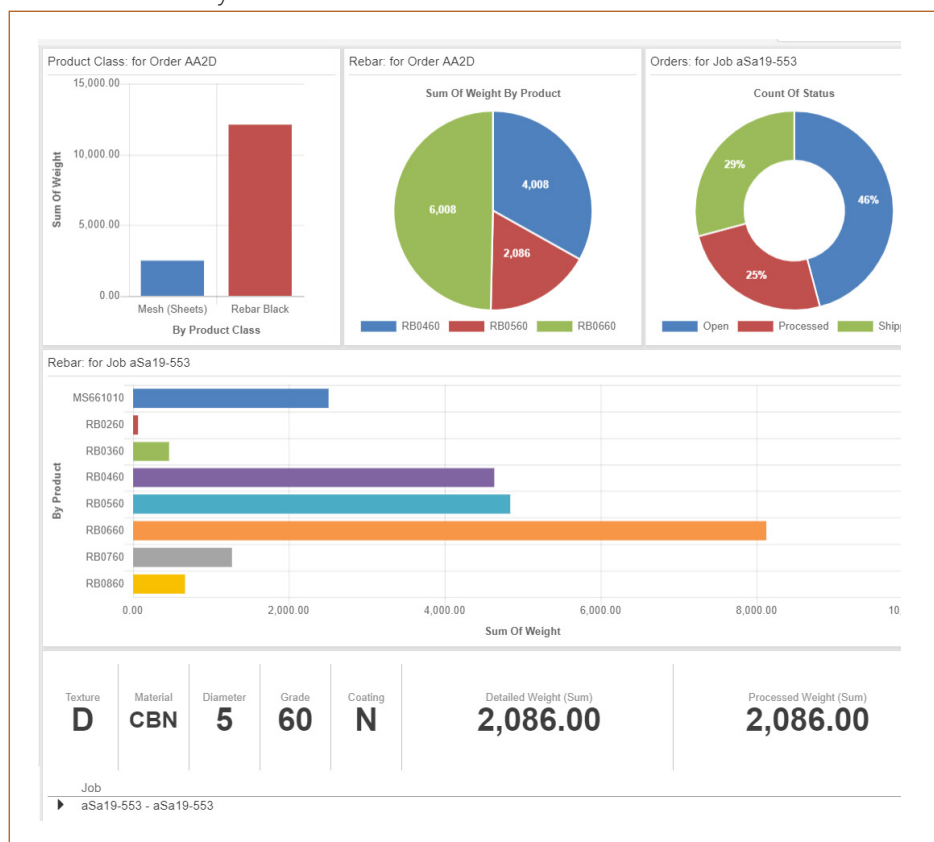 Product Class: for Order AA2D
15,000.00
10,000.00
5,000.00
0.00
Sum Of Weight
Mesh (Sheets) Rebar Black
By Product Class
Rebar: for Order AA2D
Sum Of Weight By Product
4,008
6,008
2,086
RB0460 RB0560 RB0660
Orders: for Job aSa19-553
Count Of Status
29%
46%
25%
Open Processed Shipp
Rebar: for Job aSa19-553
By Product
MS661010
RB0260
RB0360
RB0460
RB0560
RB0660
RB0760
RB0860
0.00 2,000.00 4,000.00 6,000.00 8,000.00 10
Sum Of Weight
Texture Material Diameter Grade Coating Detailed Weight (Sum) Processed Weight (Sum)
D CBN 5 60 N 2,086.00 2,086.00
Job
aSa19-553 - aSa19-553